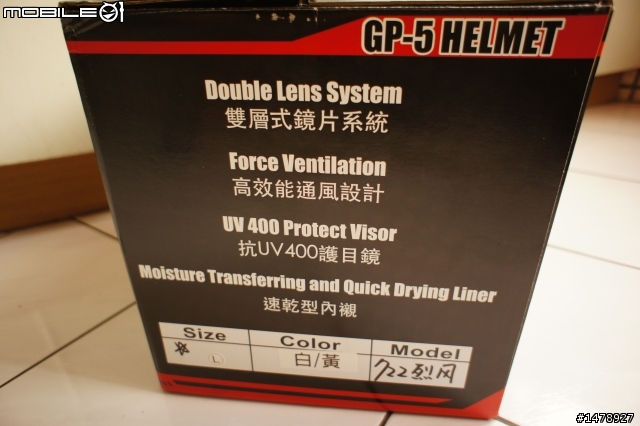 MOBILE01
GP-5 HELMET
Double Lens System
雙層式鏡片系統
Force Ventilation
高效能通風設計
UV 400 Protect Visor
抗UV400護目鏡
Moisture Transferring and Quick Drying Liner
速乾型內襯
Size Color Model
L 白/黃 722烈风
#1478927